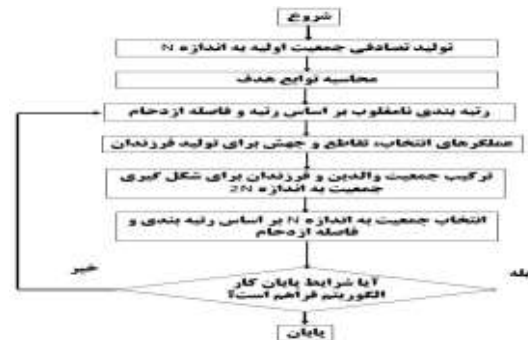 شروع
تولید تصادفی جمعیت اولیه به اندازه N
محاسبه توابع هدف
رتبه بندی نامغلوب بر اساس رتبه و فاصله ازدحام
عملگرهای انتخاب، تقاطع و جهش برای تولید فرزندان
ترکیب جمعیت والدین و فرزندان برای شکل گیری
جمعیت به اندازه 2N
انتخاب جمعیت به اندازه N بر اساس رتبه بندی و
فاصله ازدحام
خیر
آیا شرایط پایان کار
الگوریتم فراهم است؟
بله
پایان